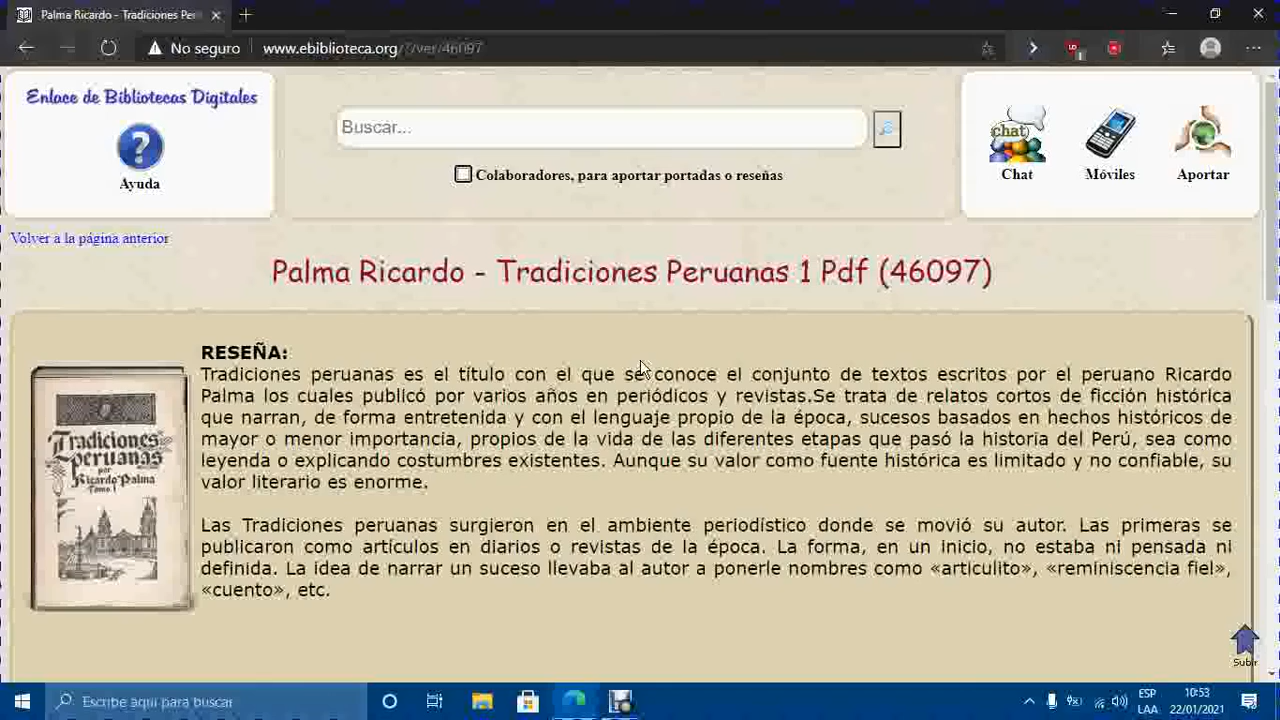 Palma Ricardo - Tradiciones Per
No seguro
www.ebiblioteca.org/?/ver/46097
Enlace de Bibliotecas Digitales
Ayuda
Buscar...
Colaboradores, para aportar portadas o reseñas
chat
Chat
Móviles
Aportar
Volver a la página anterior
Palma Ricardo - Tradiciones Peruanas 1 Pdf (46097)
RESEÑA:
Tradiciones peruanas es el título con el que se conoce el conjunto de textos escritos por el peruano Ricardo
Palma los cuales publicó por varios años en periódicos y revistas.Se trata de relatos cortos de ficción histórica
que narran, de forma entretenida y con el lenguaje propio de la época, sucesos basados en hechos históricos de
mayor o menor importancia, propios de la vida de las diferentes etapas que pasó la historia del Perú, sea como
leyenda o explicando costumbres existentes. Aunque su valor como fuente histórica es limitado y no confiable, su
valor literario es enorme.
Las Tradiciones peruanas surgieron en el ambiente periodístico donde se movió su autor. Las primeras se
publicaron como artículos en diarios o revistas de la época. La forma, en un inicio, no estaba ni pensada ni
definida. La idea de narrar un suceso llevaba al autor a ponerle nombres como «articulito», «reminiscencia fiel»,
«cuento», etc.
Tradiciones
Peruanas
por
Ricardo Palma
Tomo I
Subir
Escribe aquí para buscar
ESP
LAA
10:53
22/01/2021